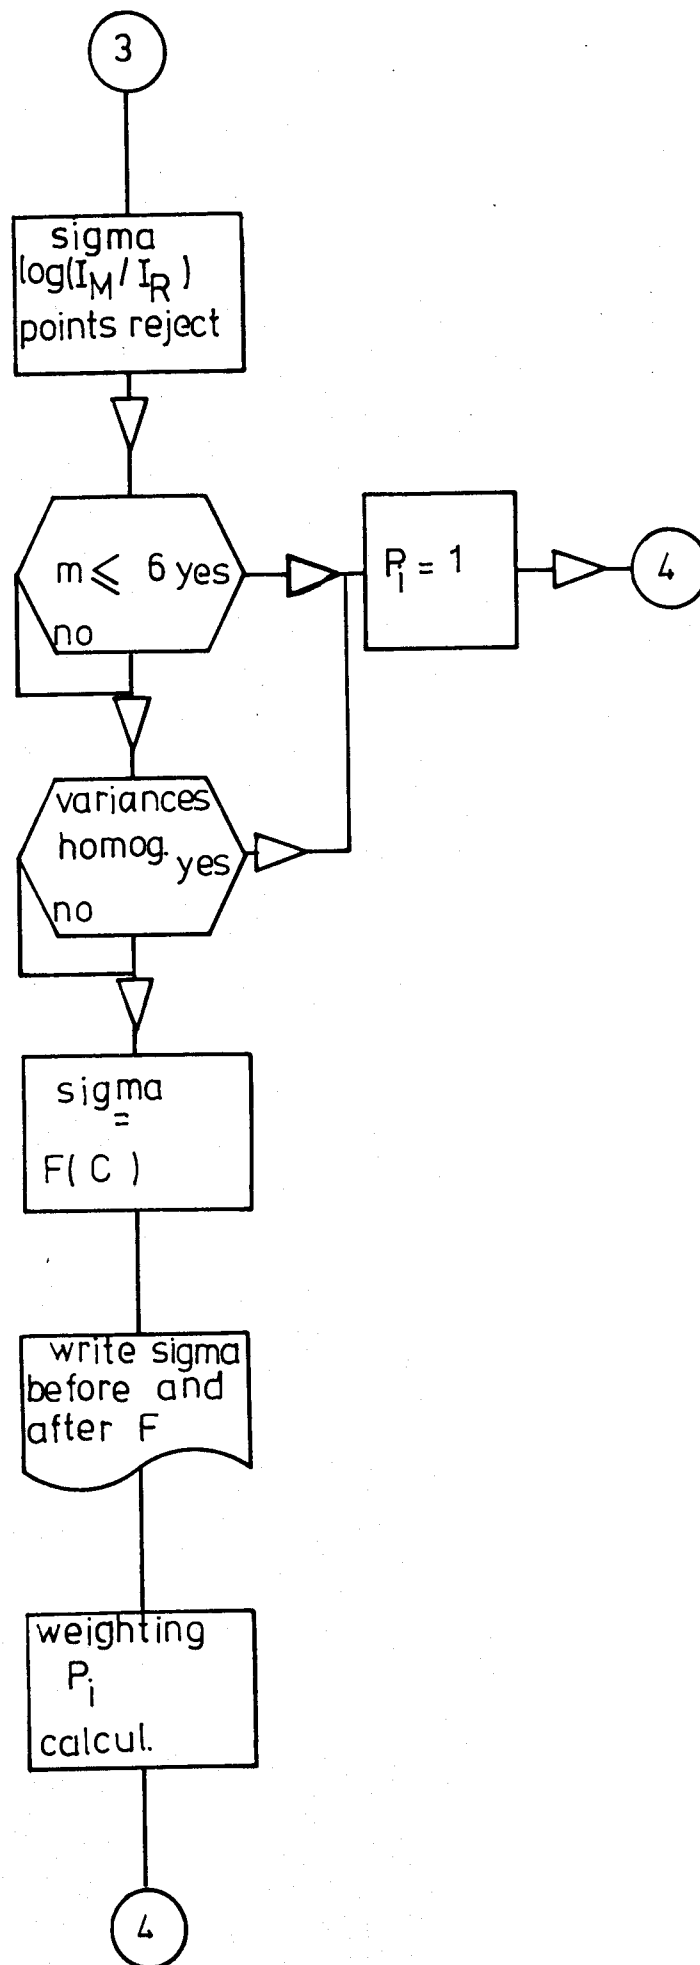 3
sigma
log(I_M / I_R)
points reject
m ⩽ 6 yes
no
P_i = 1
4
variances
homog. yes
no
sigma
=
F( C )
write sigma
before and
after F
weighting
P_i
calcul.
4